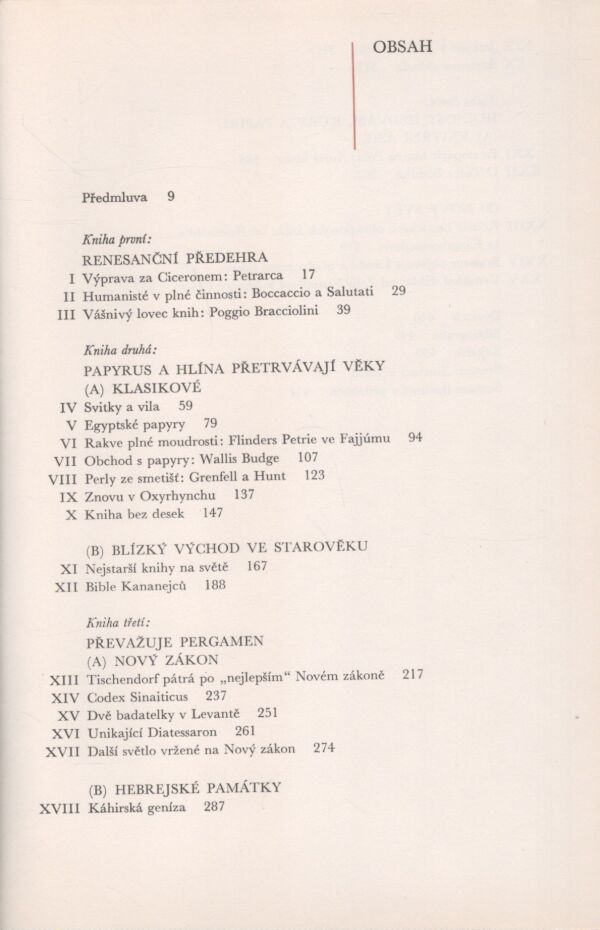 OBSAH
Předmluva 9
Kniha první:
RENESANČNÍ PŘEDEHRA
I Výprava za Ciceronem: Petrarca 17
II Humanisté v plné činnosti: Boccaccio a Salutati 29
III Vášnivý lovec knih: Poggio Bracciolini 39
Kniha druhá:
PAPYRUS A HLÍNA PŘETRVÁVAJÍ VĚKY
(A) KLASIKOVÉ
IV Svitky a vila 59
V Egyptské papyry 79
VI Rakve plné moudrosti: Flinders Petrie ve Fajjúmu 94
VII Obchod s papyry: Wallis Budge 107
VIII Perly ze smetišť: Grenfell a Hunt 123
IX Znovu v Oxyrhynchu 137
X Kniha bez desek 147
(B) BLÍZKÝ VÝCHOD VE STAROVĚKU
XI Nejstarší knihy na světě 167
XII Bible Kananejců 188
Kniha třetí:
PŘEVAŽUJE PERGAMEN
(A) NOVÝ ZÁKON
XIII Tischendorf pátrá po „nejlepším“ Novém zákoně 217
XIV Codex Sinaiticus 237
XV Dvě badatelky v Levantě 251
XVI Unikající Diatessaron 261
XVII Další světlo vržené na Nový zákon 274
(B) HEBREJSKÉ PAMÁTKY
XVIII Káhirská geníza 287